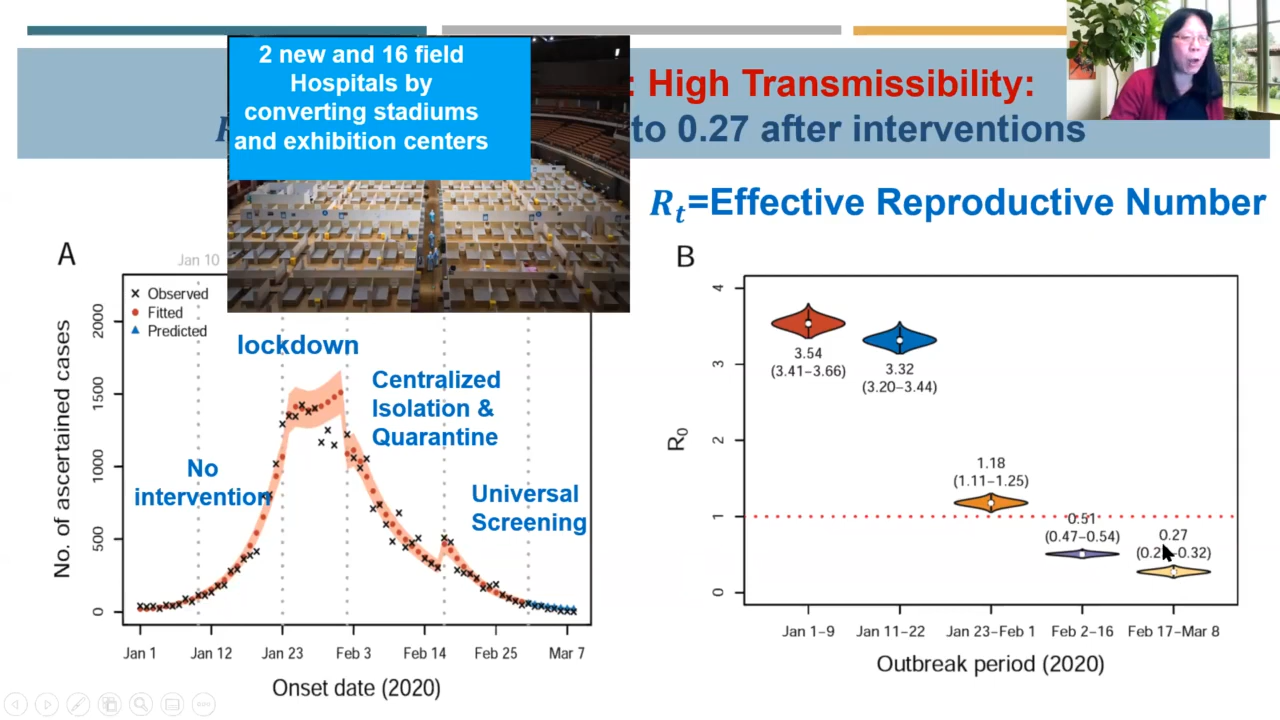 2 new and 16 field
Hospitals by
converting stadiums
and exhibition centers
: High Transmissibility:
to 0.27 after interventions
R_t=Effective Reproductive Number
A
Jan 10
× Observed
Fitted
Predicted
lockdown
Centralized
Isolation &
Quarantine
No
intervention
Universal
Screening
No. of ascertained cases
2000
1500
1000
500
0
Jan 1
Jan 12
Jan 23
Feb 3
Feb 14
Feb 25
Mar 7
Onset date (2020)
B
R0
4
3
2
1
0
3.54
(3.41–3.66)
3.32
(3.20–3.44)
1.18
(1.11–1.25)
0.51
(0.47–0.54)
0.27
0.32)
Jan 1–9
Jan 11–22
Jan 23–Feb 1
Feb 2–16
Feb 17–Mar 8
Outbreak period (2020)